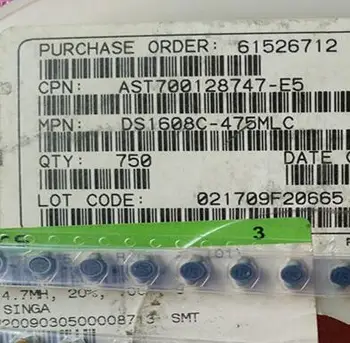 PURCHASE ORDER: 61526712
CPN: AST700128747-E5
MPN: DS1608C-475MLC
QTY: 750 DATE
LOT CODE: 021709F20665
3
4.7MH, 20%,
SINGA
2009030500008713 SMT